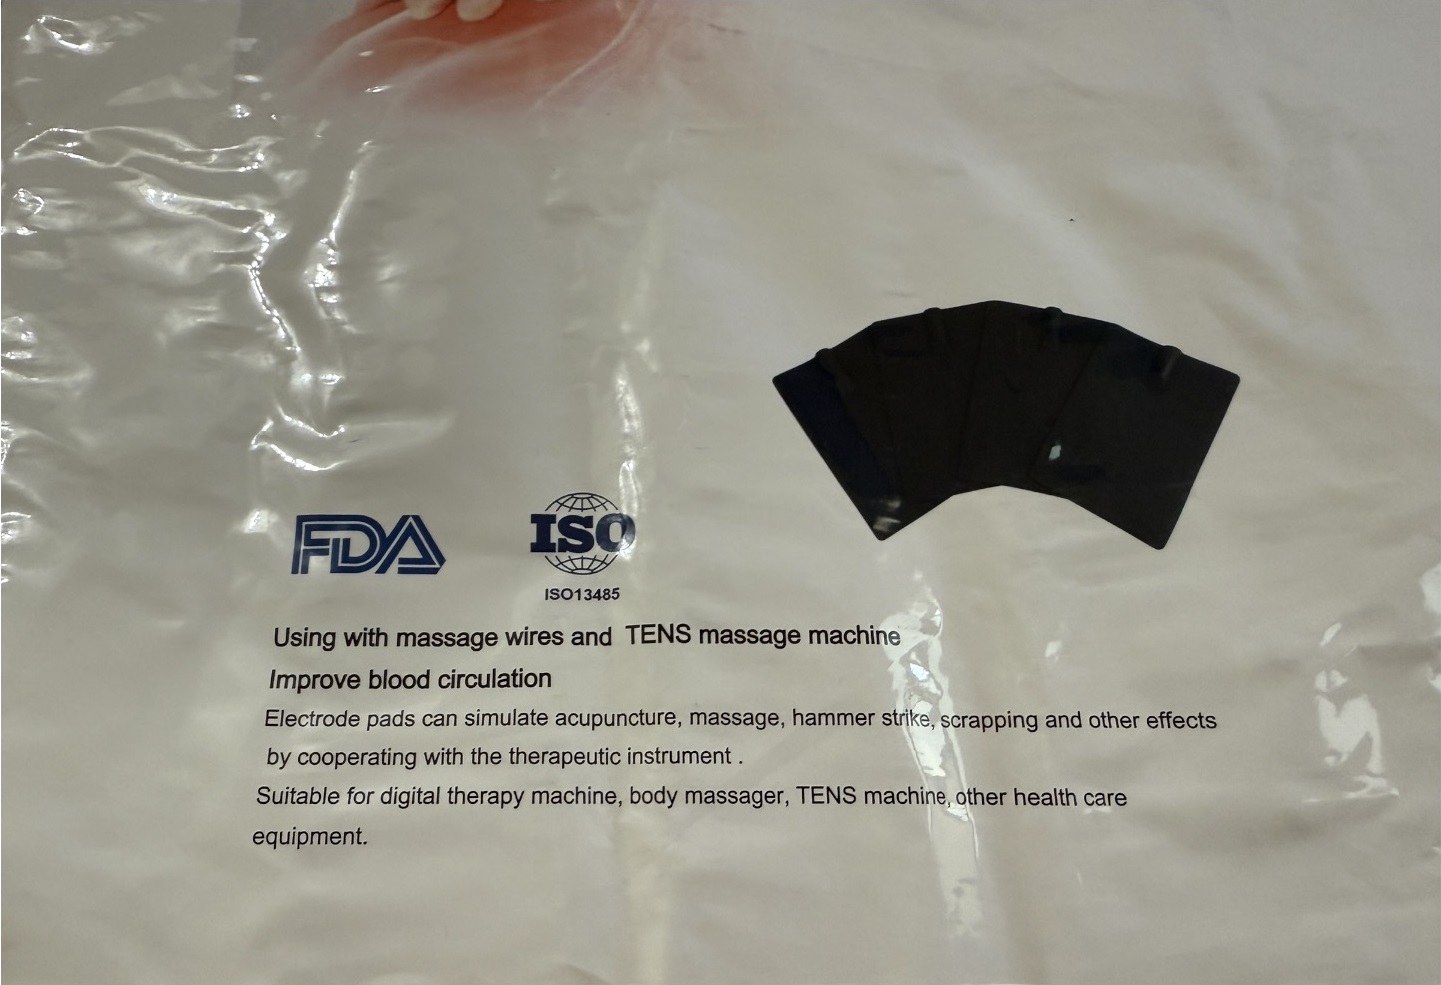 FDA
ISO
ISO13485
Using with massage wires and TENS massage machine
Improve blood circulation
Electrode pads can simulate acupuncture, massage, hammer strike, scrapping and other effects
by cooperating with the therapeutic instrument .
Suitable for digital therapy machine, body massager, TENS machine, other health care
equipment.